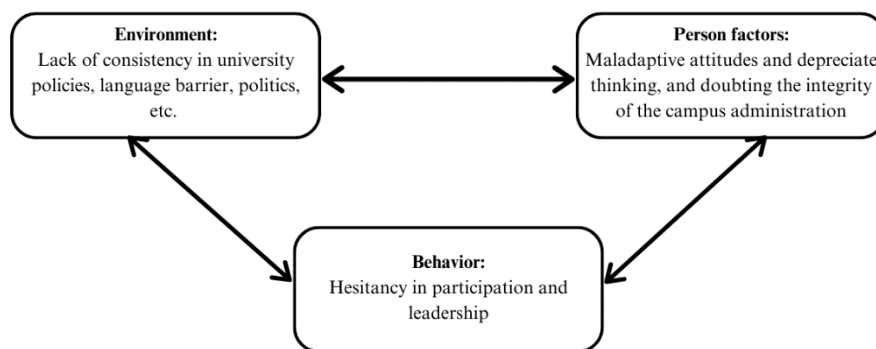 Environment:
Lack of consistency in university
policies, language barrier, politics,
etc.
Person factors:
Maladaptive attitudes and depreciate
thinking, and doubting the integrity
of the campus administration
Behavior:
Hesitancy in participation and
leadership